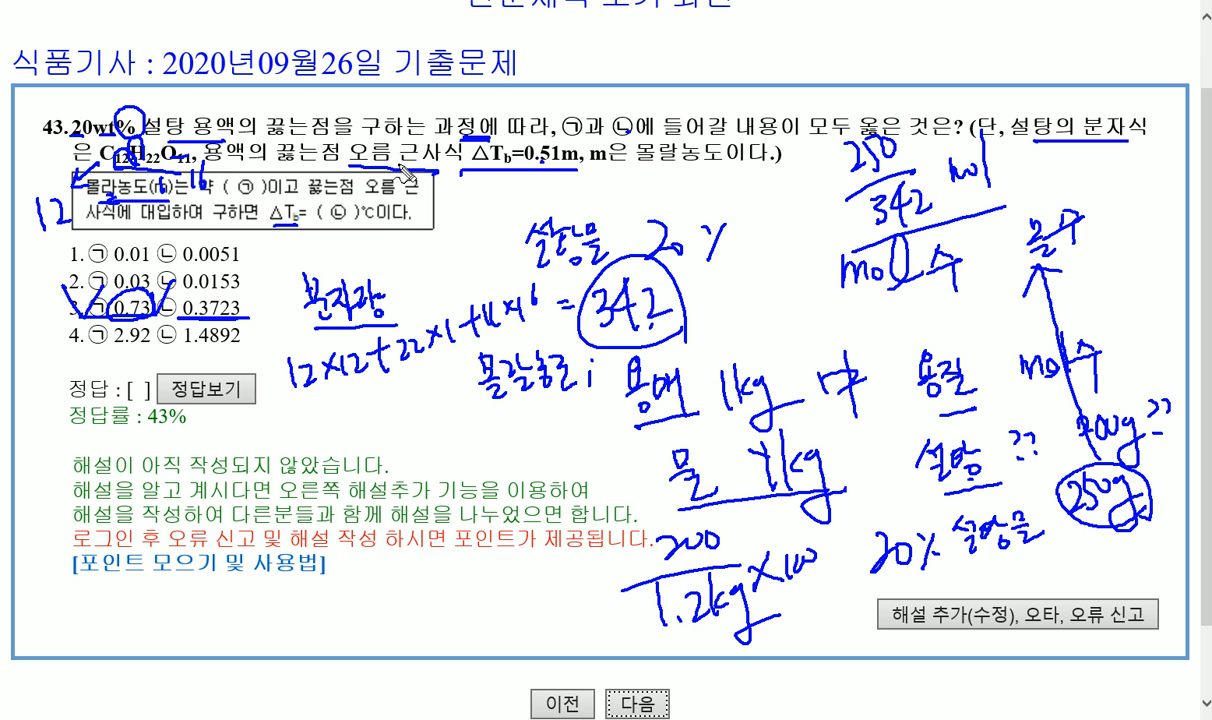 식품기사 : 2020년09월26일 기출문제
43. 20wt% 설탕 용액의 끓는점을 구하는 과정에 따라, ㉠과 ㉡에 들어갈 내용이 모두 옳은 것은? (단, 설탕의 분자식
은 C12H22O11, 용액의 끓는점 오름 근사식 △Tb=0.51m, m은 몰랄농도이다.)
몰랄농도(m)는 약 ( ㉠ )이고 끓는점 오름 근
사식에 대입하여 구하면 △Tb= ( ㉡ )℃이다.
12
16
250
342
mol
mol 수
몰수
설탕물 20 %
1. ㉠ 0.01 ㉡ 0.0051
2. ㉠ 0.03 ㉡ 0.0153
3. ㉠ 0.73 ㉡ 0.3723
4. ㉠ 2.92 ㉡ 1.4892
분자량
12×12+22×1+11×16 = 342
몰랄농도 ; 용매 1kg 中 용질 mol수
물 1kg 설탕 ??
200g ??
250g
20% 설탕물
200
1.2kg
×100
정답 : [ ] 정답보기
정답률 : 43%
해설이 아직 작성되지 않았습니다.
해설을 알고 계시다면 오른쪽 해설추가 기능을 이용하여
해설을 작성하여 다른분들과 함께 해설을 나누었으면 합니다.
로그인 후 오류 신고 및 해설 작성 하시면 포인트가 제공됩니다.
[포인트 모으기 및 사용법]
해설 추가(수정), 오타, 오류 신고
이전 다음